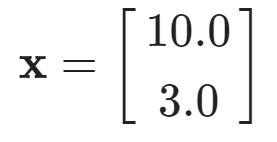 x = [ 10.0
3.0 ]